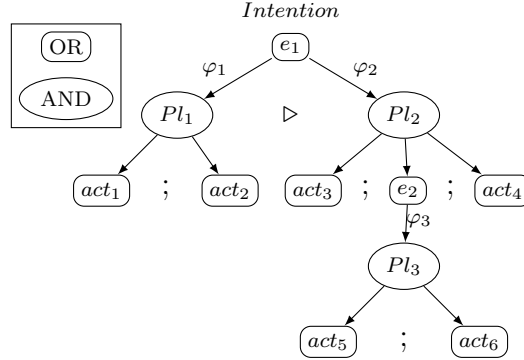 Intention
OR
e₁
φ₁ φ₂
AND
Pl₁ ▷ Pl₂
act₁ ; act₂ act₃ ; e₂ ; act₄
φ₃
Pl₃
act₅ ; act₆